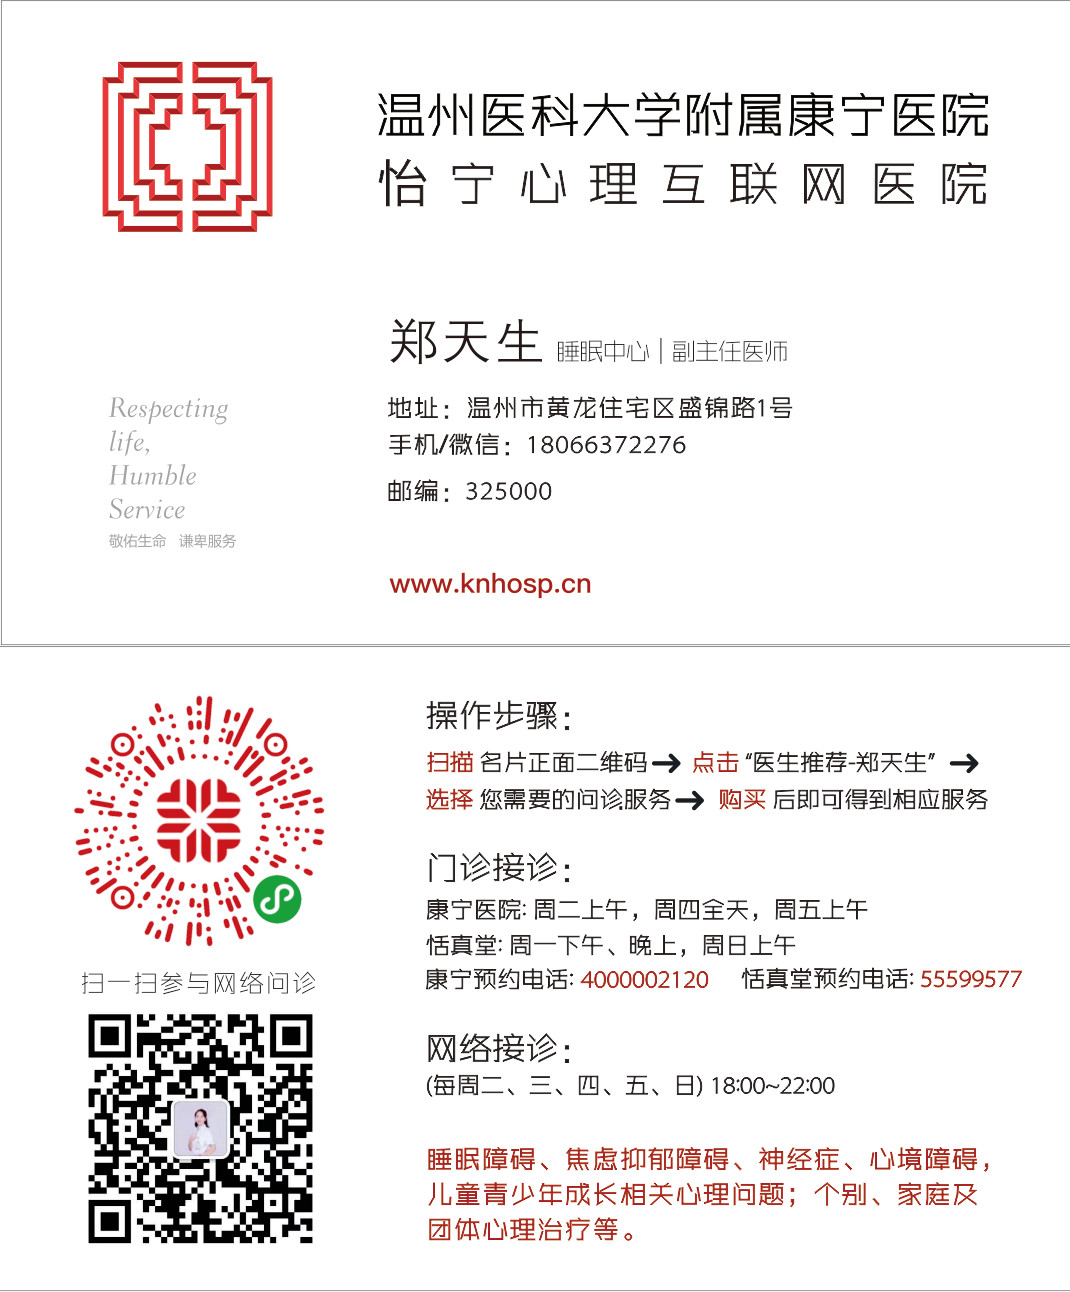 温州医科大学附属康宁医院
怡宁心理互联网医院
郑天生 睡眠中心|副主任医师
地址：温州市黄龙住宅区盛锦路1号
手机/微信：18066372276
邮编：325000
www.knhosp.cn
Respecting
life,
Humble
Service
敬佑生命 谦卑服务
扫一扫参与网络问诊
操作步骤：
扫描 名片正面二维码→ 点击 “医生推荐-郑天生” →
选择 您需要的问诊服务→ 购买 后即可得到相应服务
门诊接诊：
康宁医院: 周二上午，周四全天，周五上午
恬真堂: 周一下午、晚上，周日上午
康宁预约电话: 4000002120 恬真堂预约电话: 55599577
网络接诊：
(每周二、三、四、五、日) 18:00~22:00
睡眠障碍、焦虑抑郁障碍、神经症、心境障碍，
儿童青少年成长相关心理问题；个别、家庭及
团体心理治疗等。